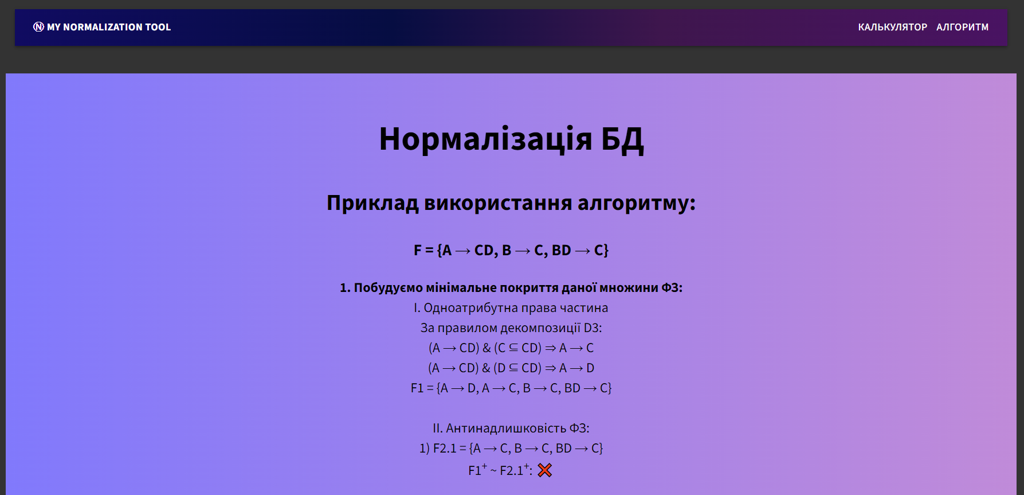 Ⓝ MY NORMALIZATION TOOL
КАЛЬКУЛЯТОР АЛГОРИТМ
Нормалізація БД
Приклад використання алгоритму:
F = {A → CD, B → C, BD → C}
1. Побудуємо мінімальне покриття даної множини ФЗ:
I. Одноатрибутна права частина
За правилом декомпозиції D3:
(A → CD) & (C ⊆ CD) ⇒ A → C
(A → CD) & (D ⊆ CD) ⇒ A → D
F1 = {A → D, A → C, B → C, BD → C}
II. Антинадлишковість ФЗ:
1) F2.1 = {A → C, B → C, BD → C}
F1⁺ ~ F2.1⁺: ❌